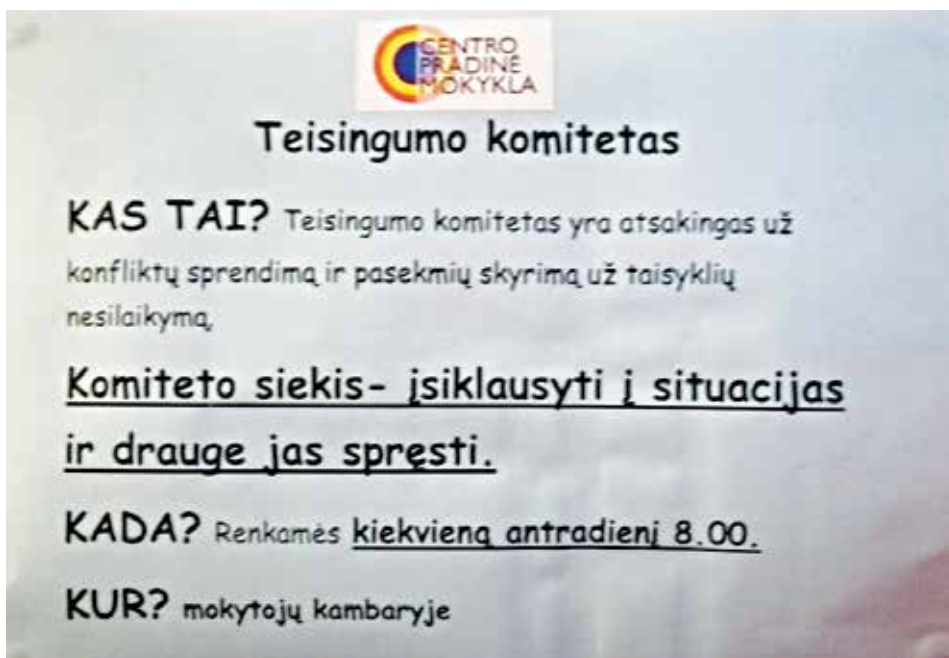 CENTRO
PRADINĖ
MOKYKLA
Teisingumo komitetas
KAS TAI? Teisingumo komitetas yra atsakingas už
konfliktų sprendimą ir pasekmių skyrimą už taisyklių
nesilaikymą,
Komiteto siekis- įsiklausyti į situacijas
ir drauge jas spręsti.
KADA? Renkamės kiekvieną antradienį 8.00.
KUR? mokytojų kambaryje